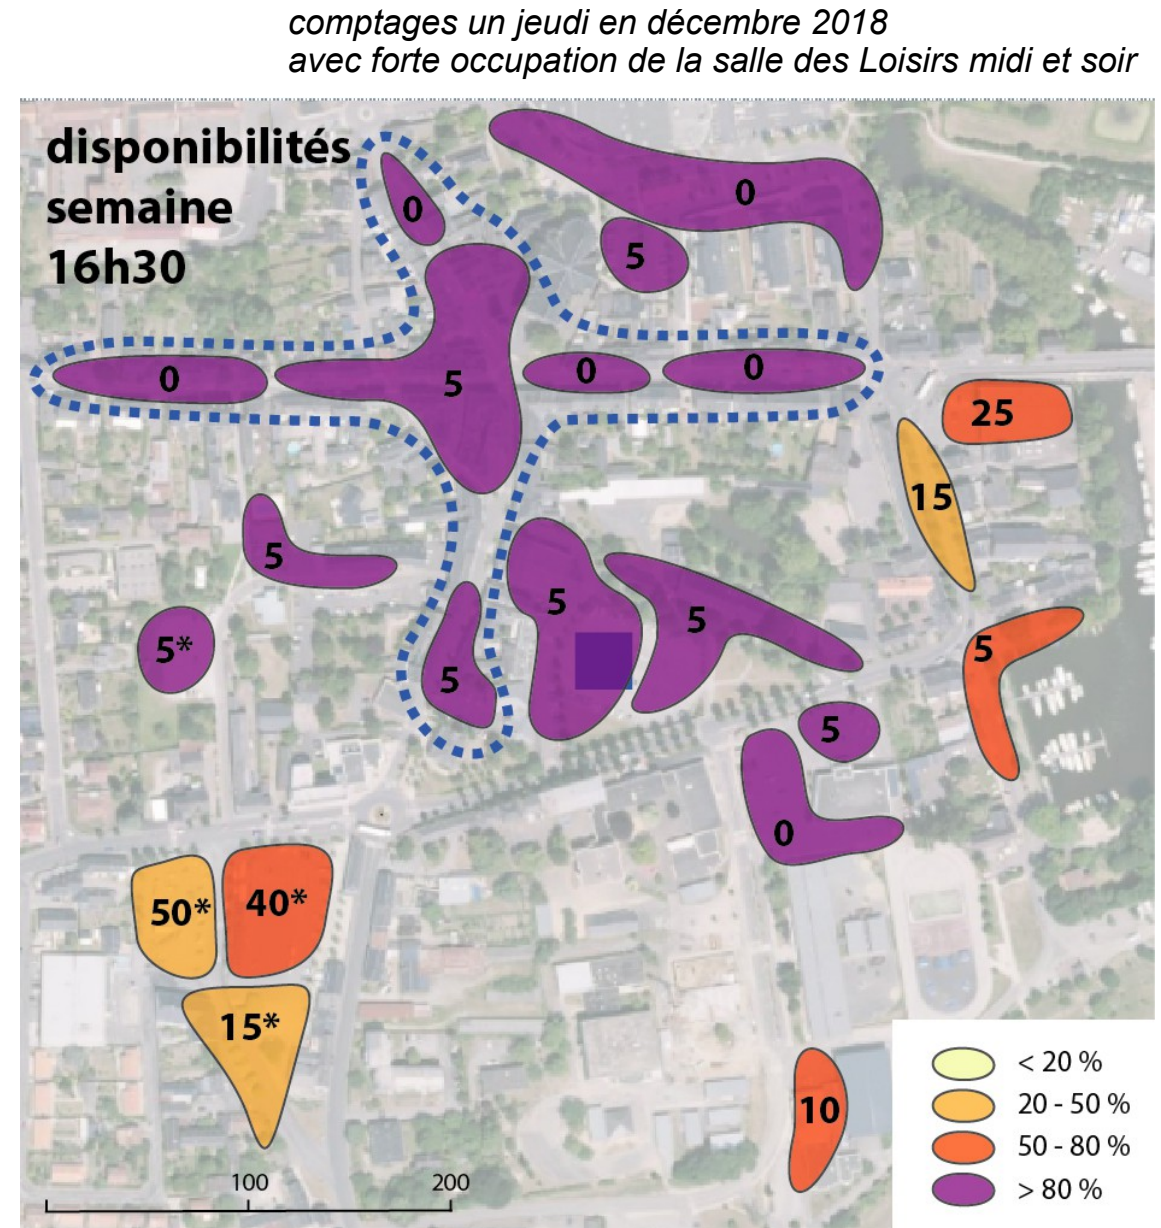 comptages un jeudi en décembre 2018
avec forte occupation de la salle des Loisirs midi et soir
disponibilités
semaine
16h30
0
0
5
0
5
0
0
25
15
5
5
5
5*
5
5
5
0
50*
40*
15*
10
< 20 %
20 - 50 %
50 - 80 %
> 80 %
100
200